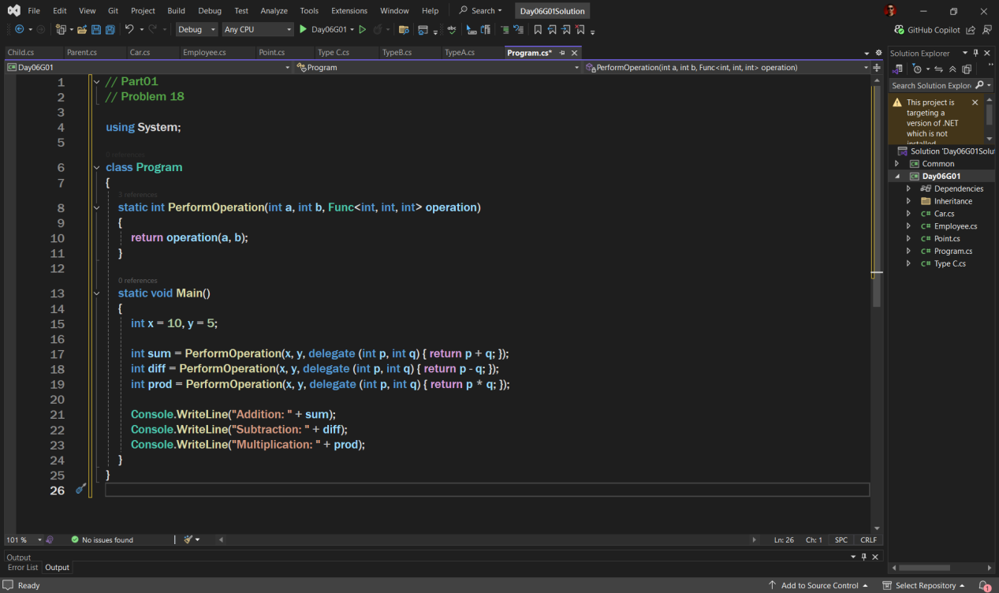 File Edit View Git Project Build Debug Test Analyze Tools Extensions Window Help Search Day06G01Solution
Debug Any CPU Day06G01 GitHub Copilot
Child.cs Parent.cs Car.cs Employee.cs Point.cs Type C.cs TypeB.cs TypeA.cs Program.cs*
Day06G01 Program PerformOperation(int a, int b, Func<int, int, int> operation)
1 // Part01
2 // Problem 18
3
4 using System;
5
0 references
6 class Program
7 {
3 references
8 static int PerformOperation(int a, int b, Func<int, int, int> operation)
9 {
10 return operation(a, b);
11 }
12
0 references
13 static void Main()
14 {
15 int x = 10, y = 5;
16
17 int sum = PerformOperation(x, y, delegate (int p, int q) { return p + q; });
18 int diff = PerformOperation(x, y, delegate (int p, int q) { return p - q; });
19 int prod = PerformOperation(x, y, delegate (int p, int q) { return p * q; });
20
21 Console.WriteLine("Addition: " + sum);
22 Console.WriteLine("Subtraction: " + diff);
23 Console.WriteLine("Multiplication: " + prod);
24 }
25 }
26
101 % No issues found Ln: 26 Ch: 1 SPC CRLF
Output
Error List Output
Ready Add to Source Control Select Repository 1
Solution Explorer
Search Solution Explor
This project is
targeting a
version of .NET
which is not
installed
Solution 'Day06G01Solu
C# Common
C# Day06G01
Dependencies
Inheritance
C# Car.cs
C# Employee.cs
C# Point.cs
C# Program.cs
C# Type C.cs